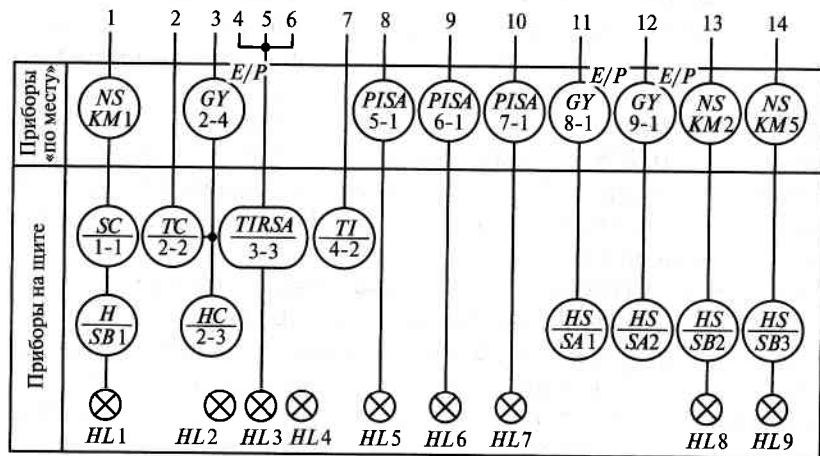 1 2 3 4 5 6 7 8 9 10 11 12 13 14
E/P E/P E/P
Приборы «по месту»
NS KM1
GY 2-4
PISA 5-1
PISA 6-1
PISA 7-1
GY 8-1
GY 9-1
NS KM2
NS KM5
Приборы на щите
SC 1-1
TC 2-2
TIRSA 3-3
TI 4-2
H SB1
HC 2-3
HS SA1
HS SA2
HS SB2
HS SB3
HL1 HL2 HL3 HL4 HL5 HL6 HL7 HL8 HL9